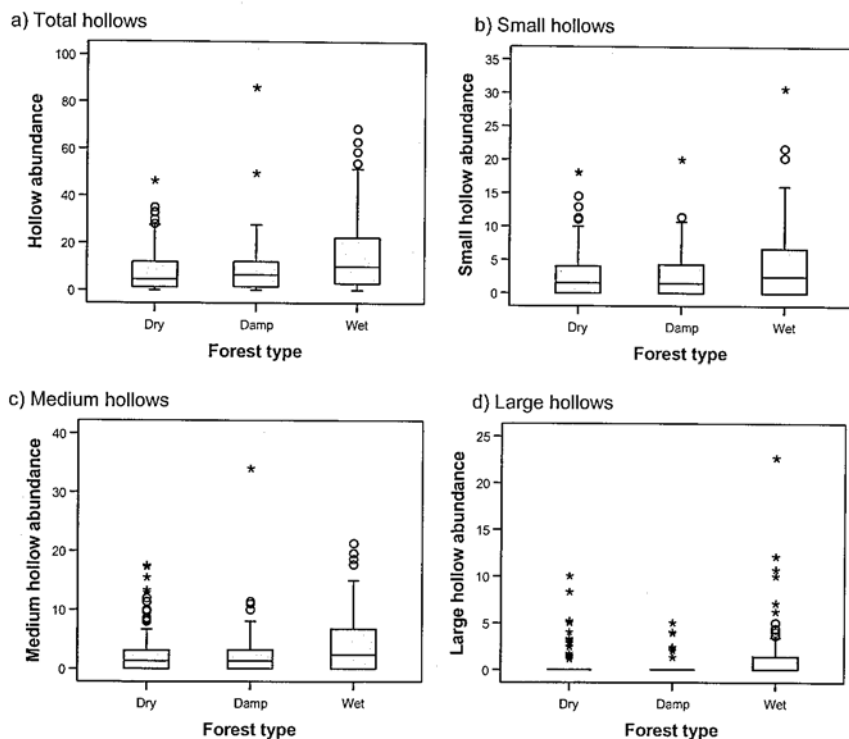 a) Total hollows
100
80
60
40
20
0
Hollow abundance
Dry Damp Wet
Forest type
b) Small hollows
35
30
25
20
15
10
5
0
Small hollow abundance
Dry Damp Wet
Forest type
c) Medium hollows
40
30
20
10
0
Medium hollow abundance
Dry Damp Wet
Forest type
d) Large hollows
25
20
15
10
5
0
Large hollow abundance
Dry Damp Wet
Forest type